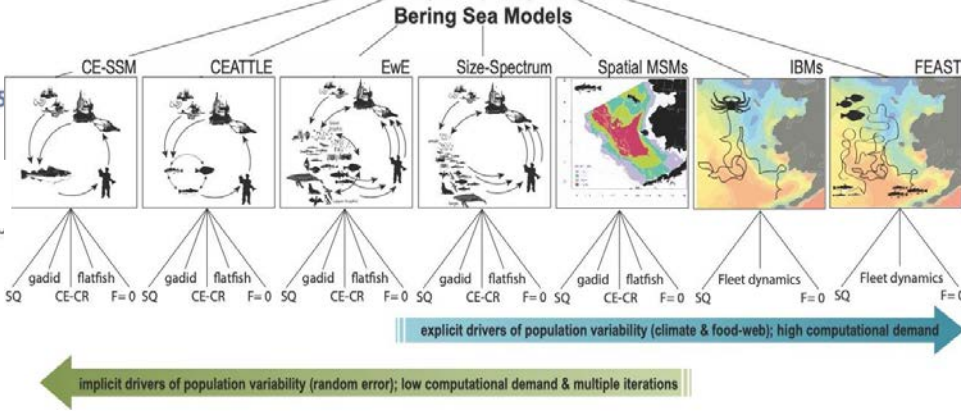 Bering Sea Models
CE-SSM CEATTLE EwE Size-Spectrum Spatial MSMs IBMs FEAST
gadid flatfish gadid flatfish gadid flatfish gadid flatfish gadid flatfish Fleet dynamics Fleet dynamics
SQ CE-CR F=0 SQ CE-CR F=0 SQ CE-CR F=0 SQ CE-CR F=0 SQ CE-CR F=0 SQ F=0 SQ F=0
explicit drivers of population variability (climate & food-web); high computational demand
implicit drivers of population variability (random error); low computational demand & multiple iterations